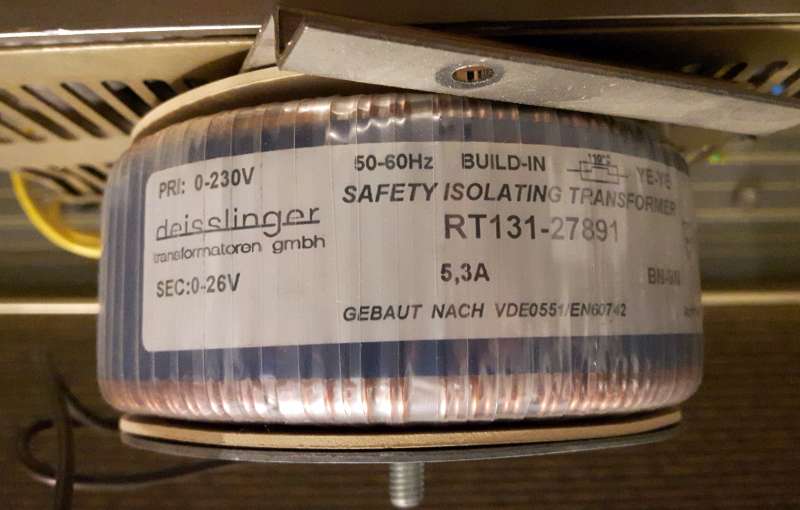 PRI: 0-230V
50-60Hz BUILD-IN YE-YE
SAFETY ISOLATING TRANSFORMER
deisslinger
transformatoren gmbh
RT131-27891
SEC:0-26V
5,3A
GEBAUT NACH VDE0551/EN60742